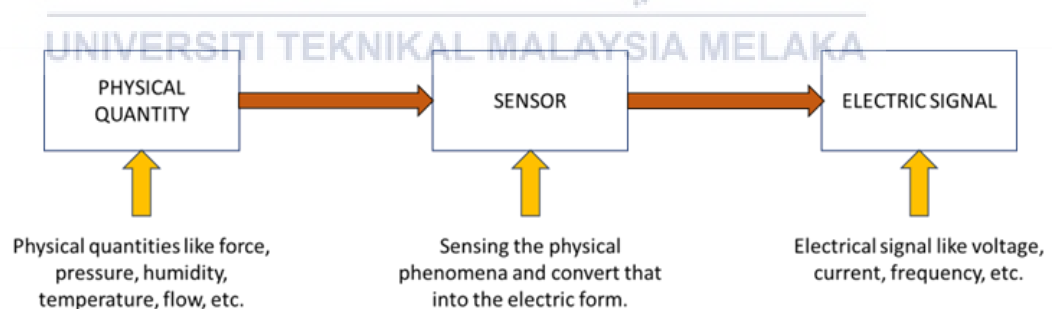 UNIVERSITI TEKNIKAL MALAYSIA MELAKA
PHYSICAL
QUANTITY
SENSOR
ELECTRIC SIGNAL
Physical quantities like force,
pressure, humidity,
temperature, flow, etc.
Sensing the physical
phenomena and convert that
into the electric form.
Electrical signal like voltage,
current, frequency, etc.